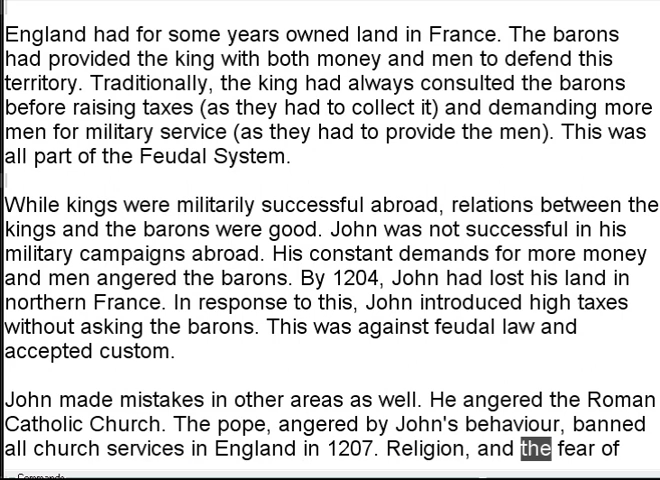 England had for some years owned land in France. The barons
had provided the king with both money and men to defend this
territory. Traditionally, the king had always consulted the barons
before raising taxes (as they had to collect it) and demanding more
men for military service (as they had to provide the men). This was
all part of the Feudal System.
While kings were militarily successful abroad, relations between the
kings and the barons were good. John was not successful in his
military campaigns abroad. His constant demands for more money
and men angered the barons. By 1204, John had lost his land in
northern France. In response to this, John introduced high taxes
without asking the barons. This was against feudal law and
accepted custom.
John made mistakes in other areas as well. He angered the Roman
Catholic Church. The pope, angered by John's behaviour, banned
all church services in England in 1207. Religion, and the fear of